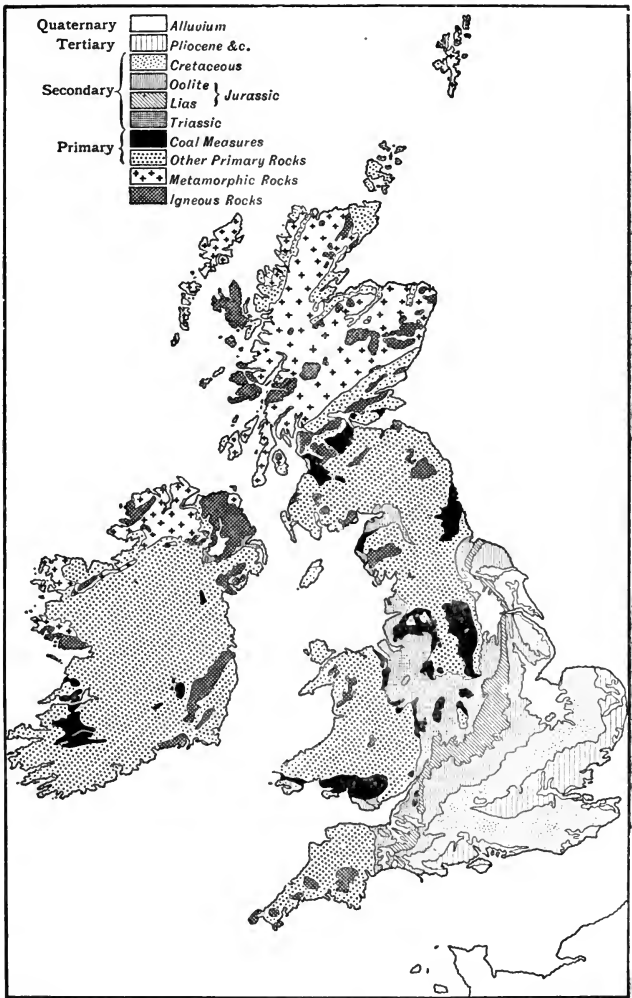 Quaternary Alluvium
Tertiary Pliocene &c.
Cretaceous
Oolite
Secondary Jurassic
Lias
Triassic
Coal Measures
Primary
Other Primary Rocks
Metamorphic Rocks
Igneous Rocks